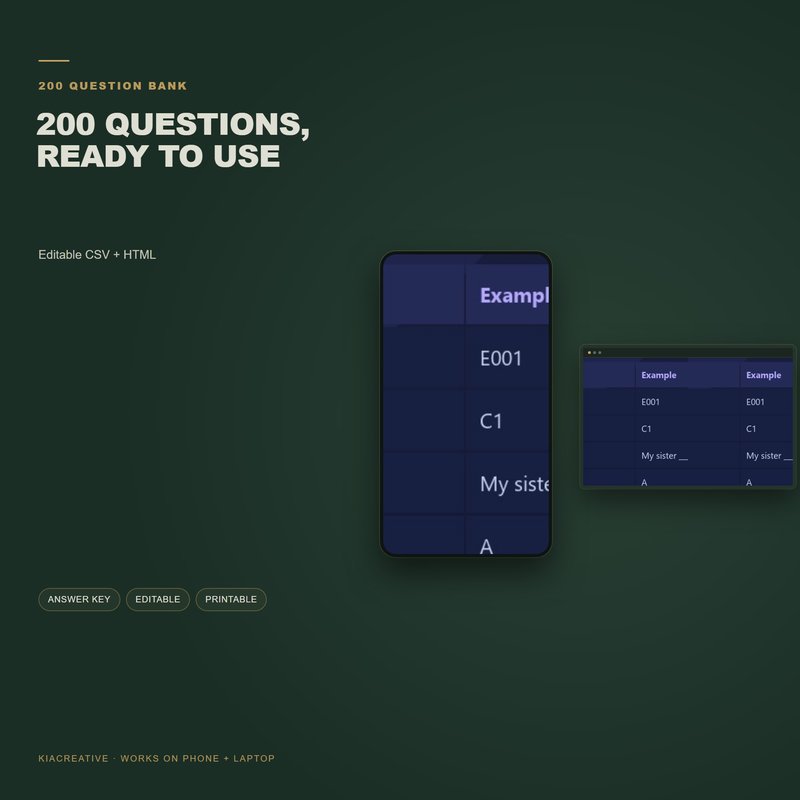 200 QUESTION BANK
200 QUESTIONS,
READY TO USE
Editable CSV + HTML
Exampl
E001
C1
My siste
A
Example Example
E001 E001
C1 C1
My sister __ My sister __
A A
ANSWER KEY EDITABLE PRINTABLE
KIACREATIVE · WORKS ON PHONE + LAPTOP